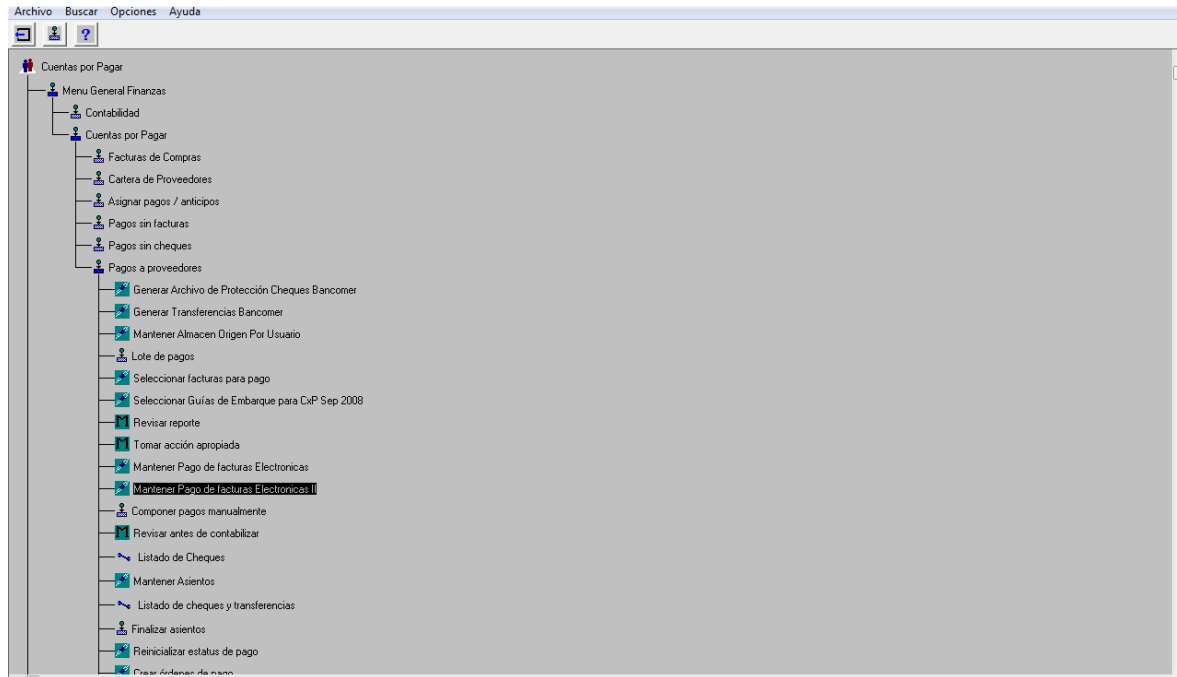 Archivo Buscar Opciones Ayuda
?
Cuentas por Pagar
Menu General Finanzas
Contabilidad
Cuentas por Pagar
Facturas de Compras
Cartera de Proveedores
Asignar pagos / anticipos
Pagos sin facturas
Pagos sin cheques
Pagos a proveedores
Generar Archivo de Protección Cheques Bancomer
Generar Transferencias Bancomer
Mantener Almacen Origen Por Usuario
Lote de pagos
Seleccionar facturas para pago
Seleccionar Guías de Embarque para CxP Sep 2008
M Revisar reporte
M Tomar acción apropiada
Mantener Pago de facturas Electronicas
Mantener Pago de facturas Electronicas II
Componer pagos manualmente
M Revisar antes de contabilizar
Listado de Cheques
Mantener Asientos
Listado de cheques y transferencias
Finalizar asientos
Reinicializar estatus de pago
Crear órdenes de pago